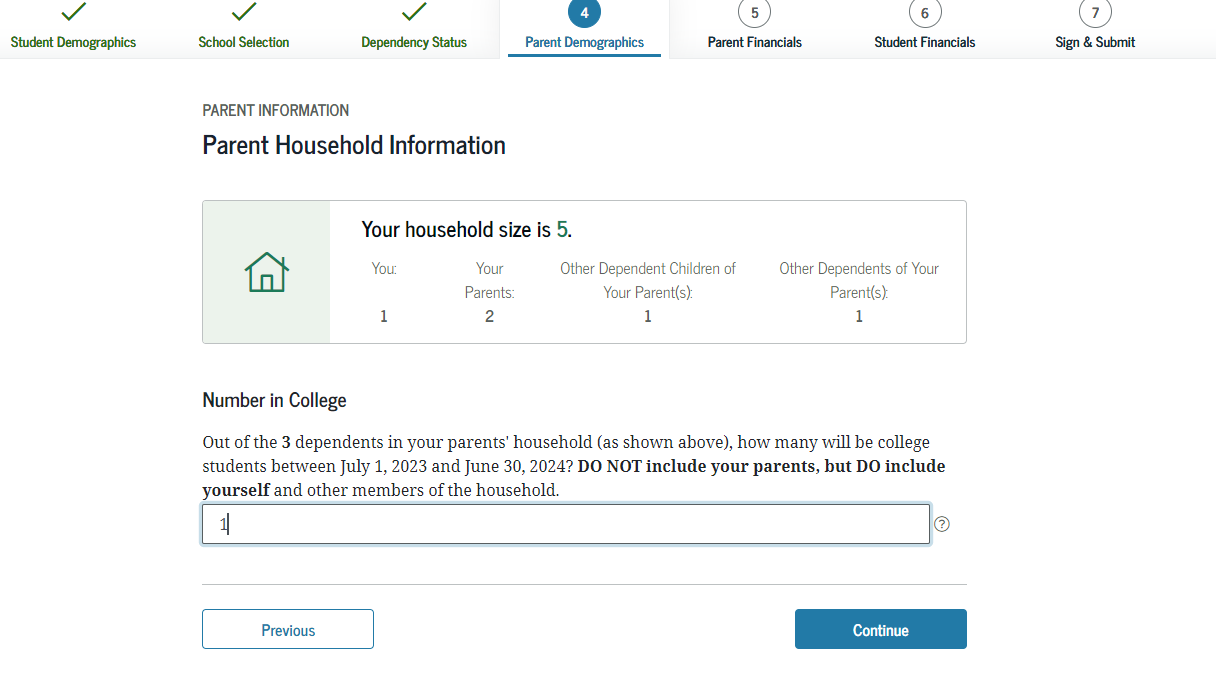 4 5 6 7
Student Demographics School Selection Dependency Status Parent Demographics Parent Financials Student Financials Sign & Submit
PARENT INFORMATION
Parent Household Information
Your household size is 5.
You: Your Other Dependent Children of Other Dependents of Your
Parents: Your Parent(s): Parent(s):
1 2 1 1
Number in College
Out of the 3 dependents in your parents' household (as shown above), how many will be college
students between July 1, 2023 and June 30, 2024? DO NOT include your parents, but DO include
yourself and other members of the household.
1 ?
Previous Continue